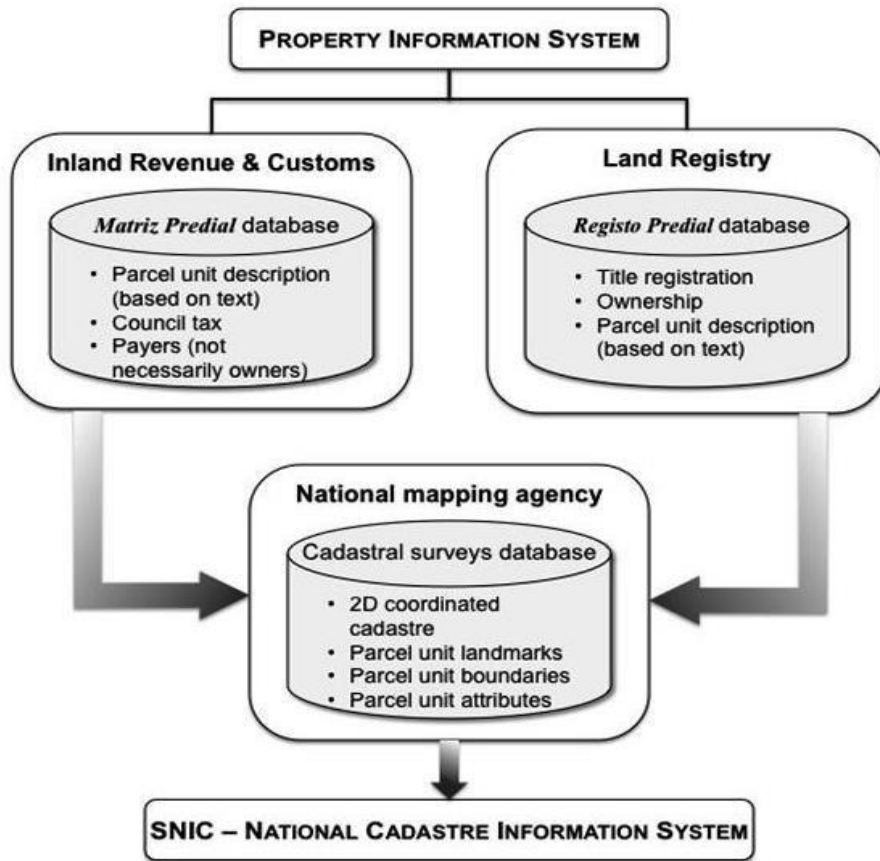 PROPERTY INFORMATION SYSTEM
Inland Revenue & Customs
Matriz Predial database
• Parcel unit description
(based on text)
• Council tax
• Payers (not
necessarily owners)
Land Registry
Registo Predial database
• Title registration
• Ownership
• Parcel unit description
(based on text)
National mapping agency
Cadastral surveys database
• 2D coordinated
cadastre
• Parcel unit landmarks
• Parcel unit boundaries
• Parcel unit attributes
SNIC – NATIONAL CADASTRE INFORMATION SYSTEM